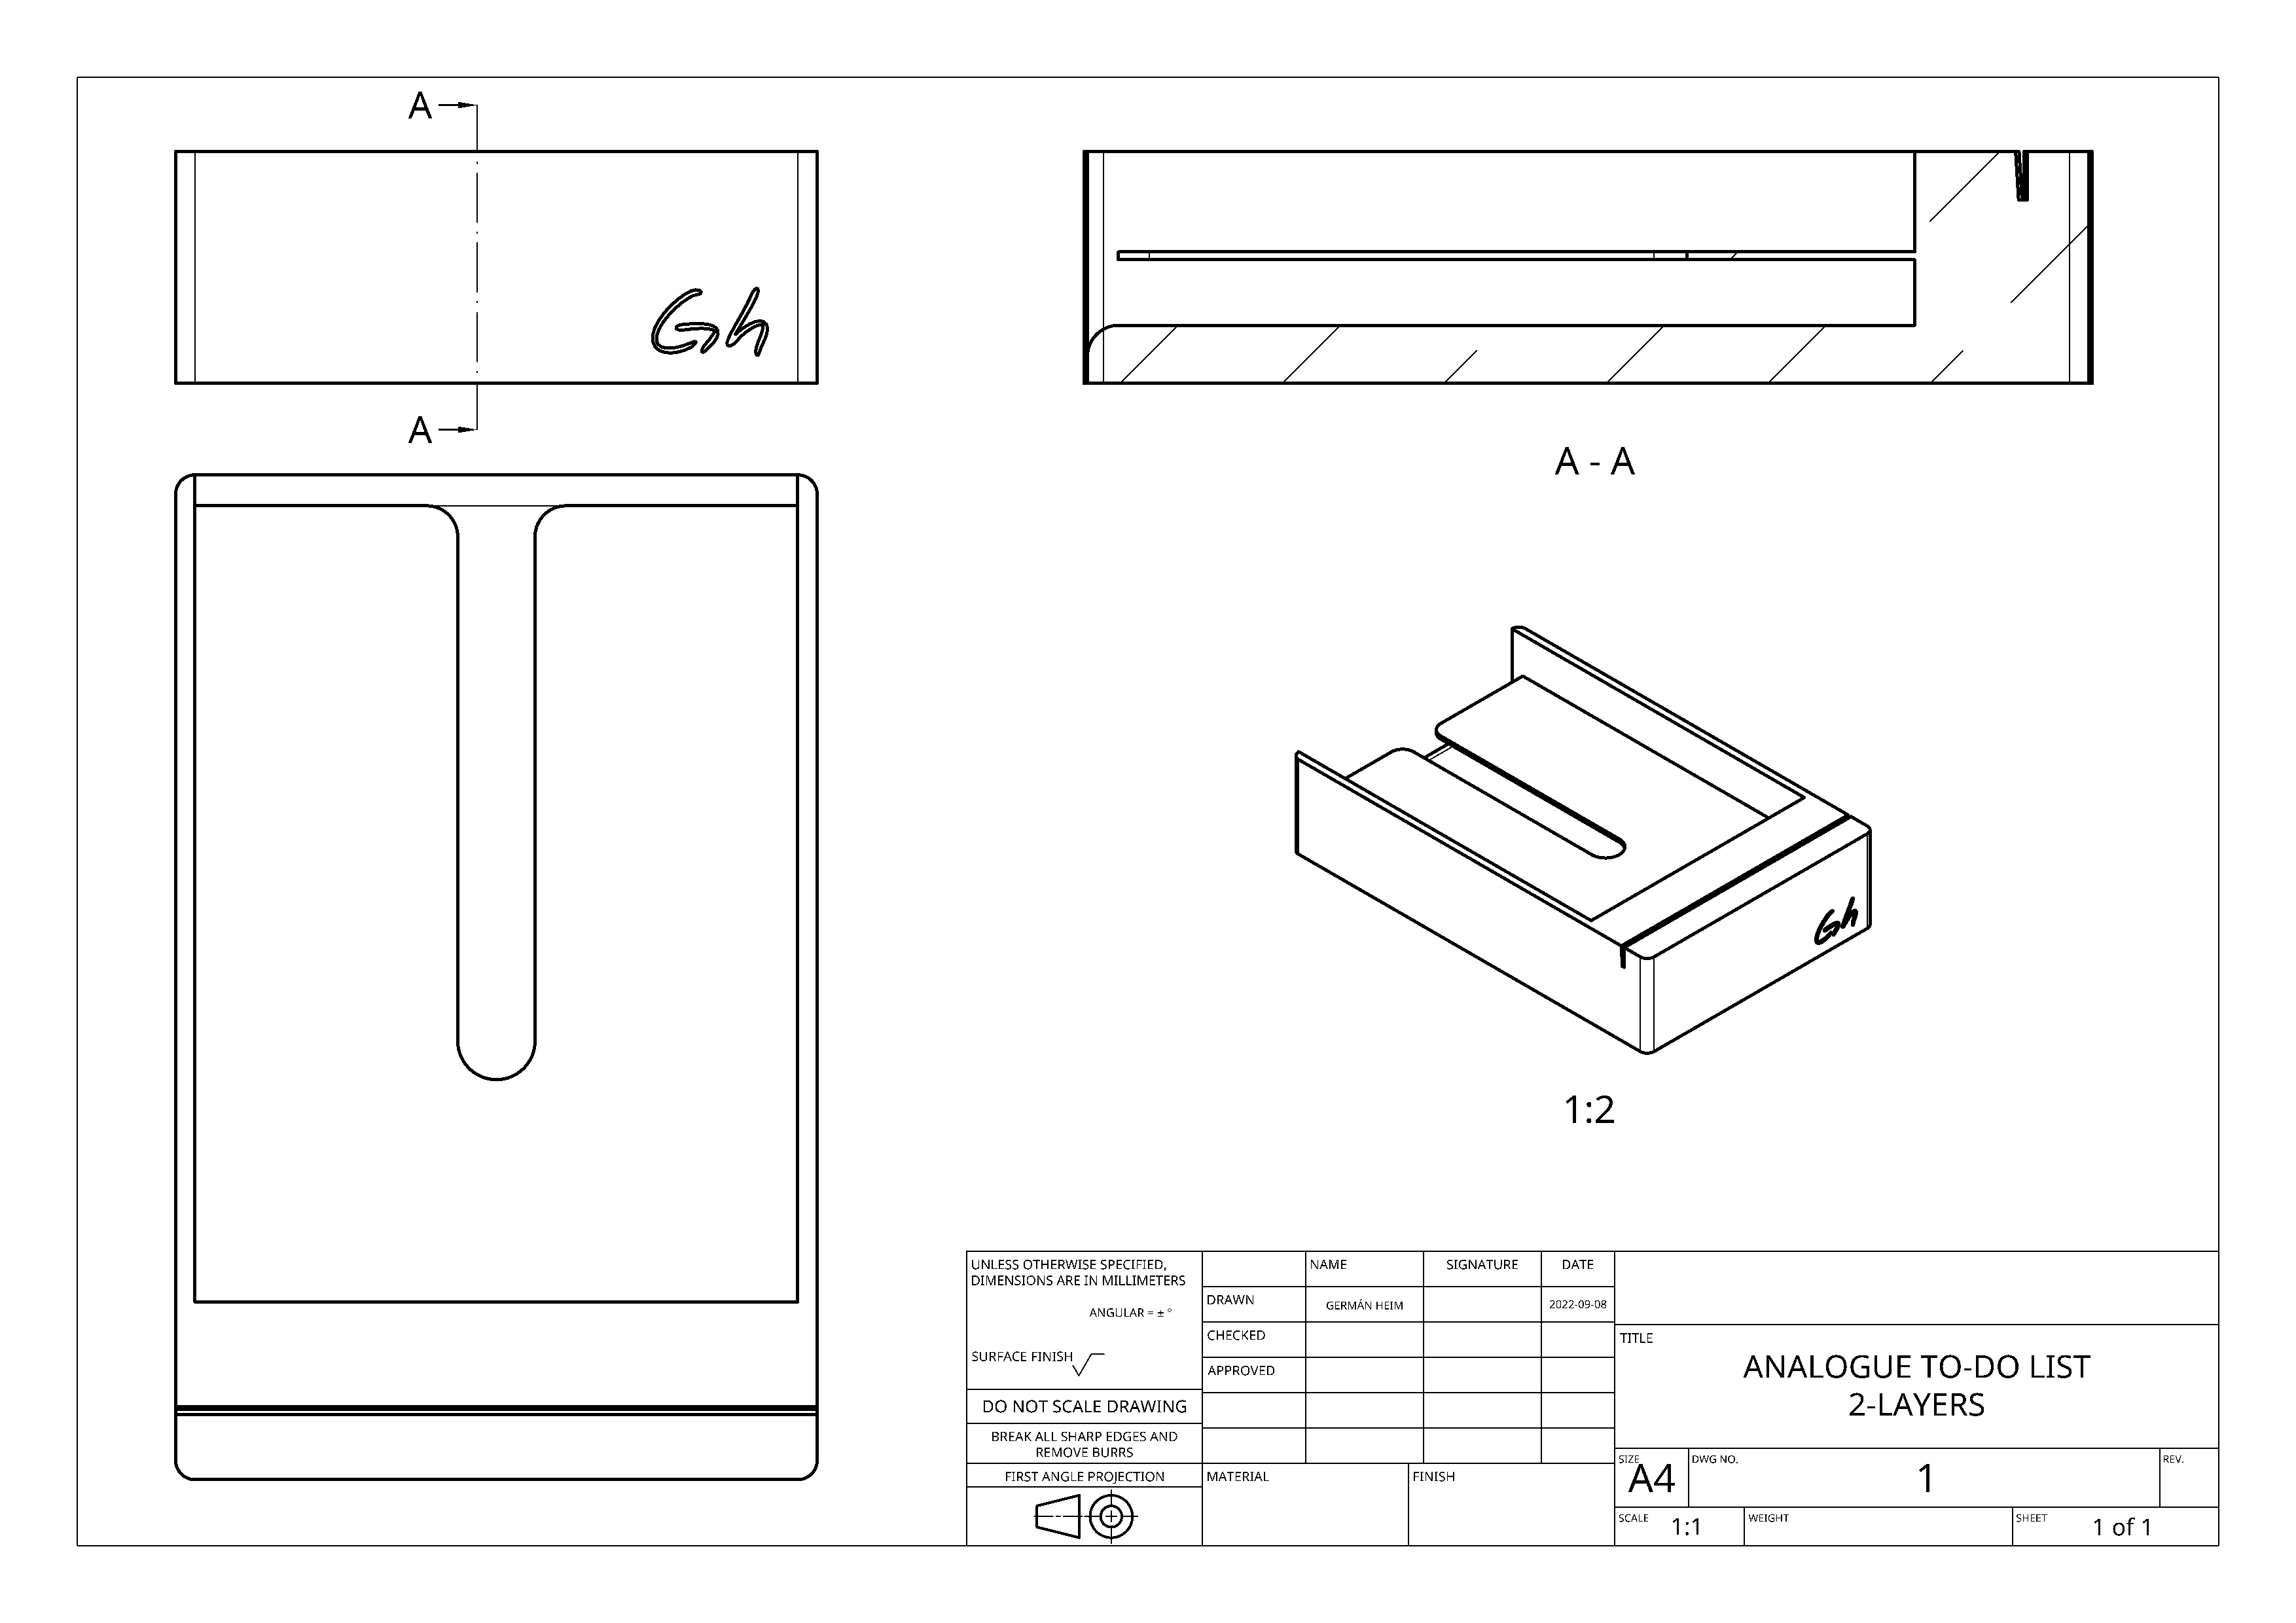 A
Gh
A
A - A
Gh
1:2
UNLESS OTHERWISE SPECIFIED,
DIMENSIONS ARE IN MILLIMETERS
ANGULAR = ± °
SURFACE FINISH
DO NOT SCALE DRAWING
BREAK ALL SHARP EDGES AND
REMOVE BURRS
FIRST ANGLE PROJECTION
NAME
SIGNATURE
DATE
DRAWN
GERMÁN HEIM
2022-09-08
CHECKED
APPROVED
MATERIAL
FINISH
TITLE
ANALOGUE TO-DO LIST
2-LAYERS
SIZE
A4
DWG NO.
1
REV.
SCALE
1:1
WEIGHT
SHEET
1 of 1